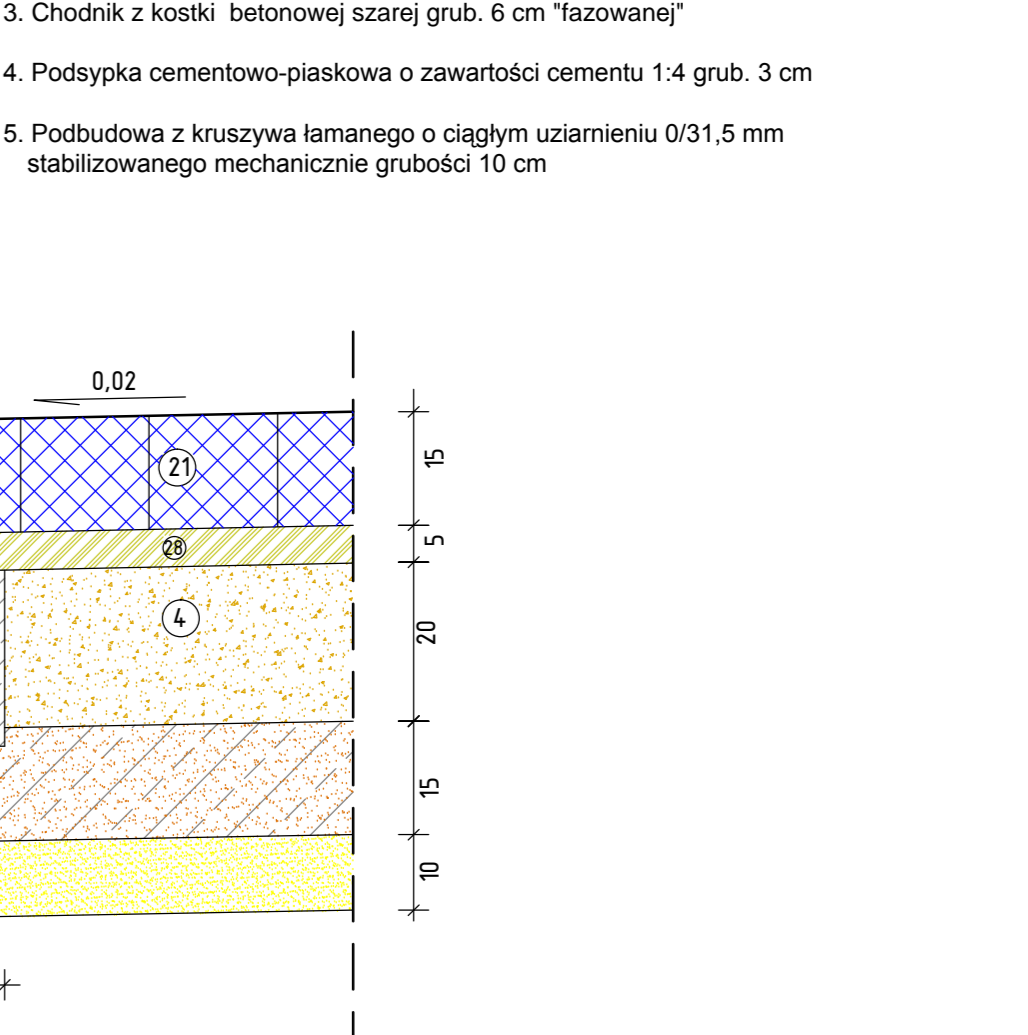 3. Chodnik z kostki betonowej szarej grub. 6 cm "fazowanej"
4. Podsypka cementowo-piaskowa o zawartości cementu 1:4 grub. 3 cm
5. Podbudowa z kruszywa łamanego o ciągłym uziarnieniu 0/31,5 mm
stabilizowanego mechanicznie grubości 10 cm
0,02
21
15
28
5
4
20
15
10